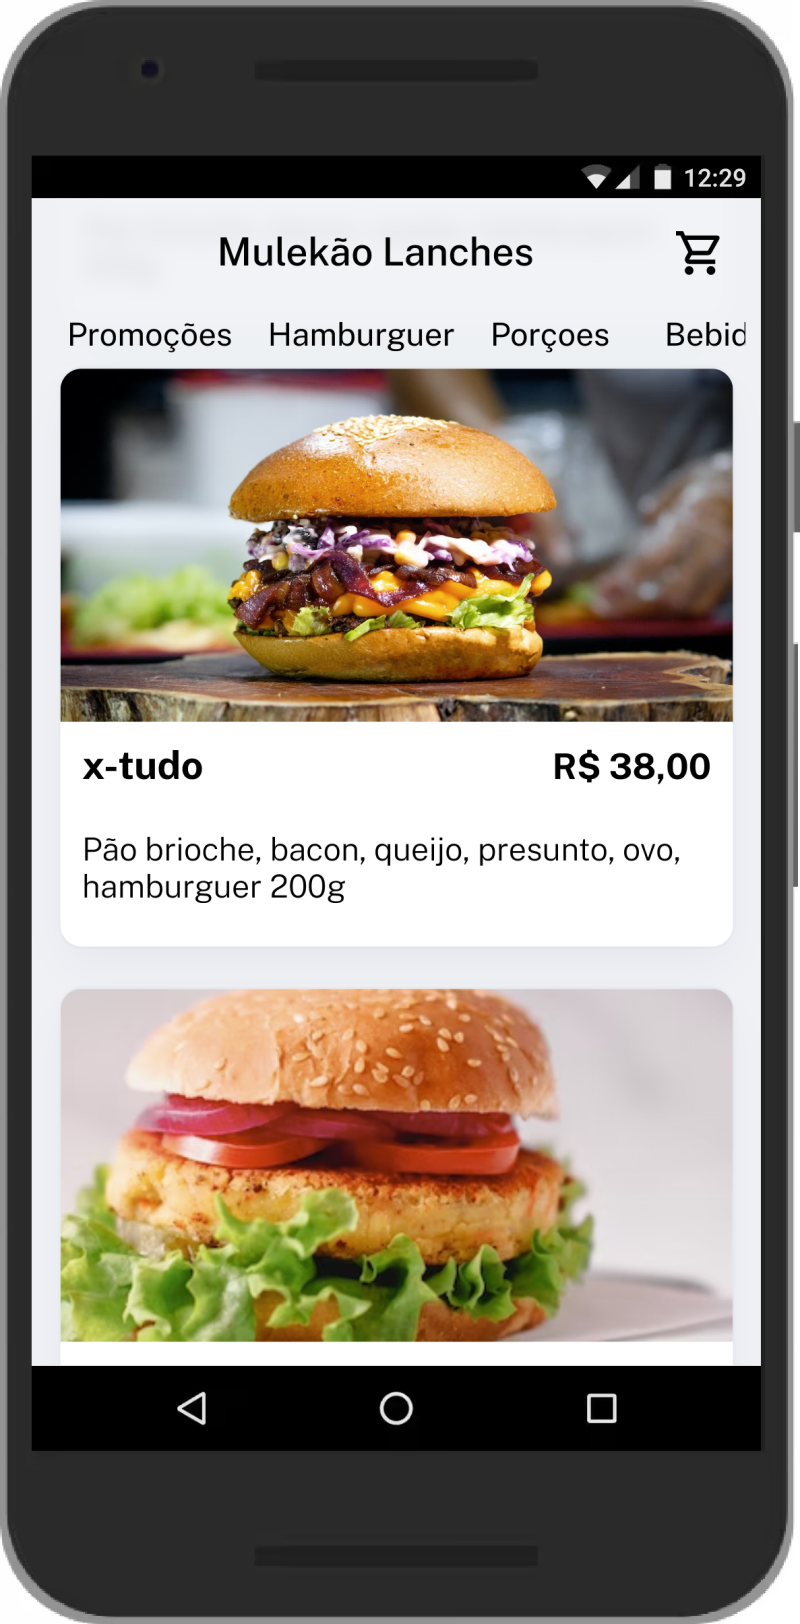 12:29
Mulekão Lanches
Promoções Hamburguer Porçoes Bebid
x-tudo R$ 38,00
Pão brioche, bacon, queijo, presunto, ovo,
hamburguer 200g